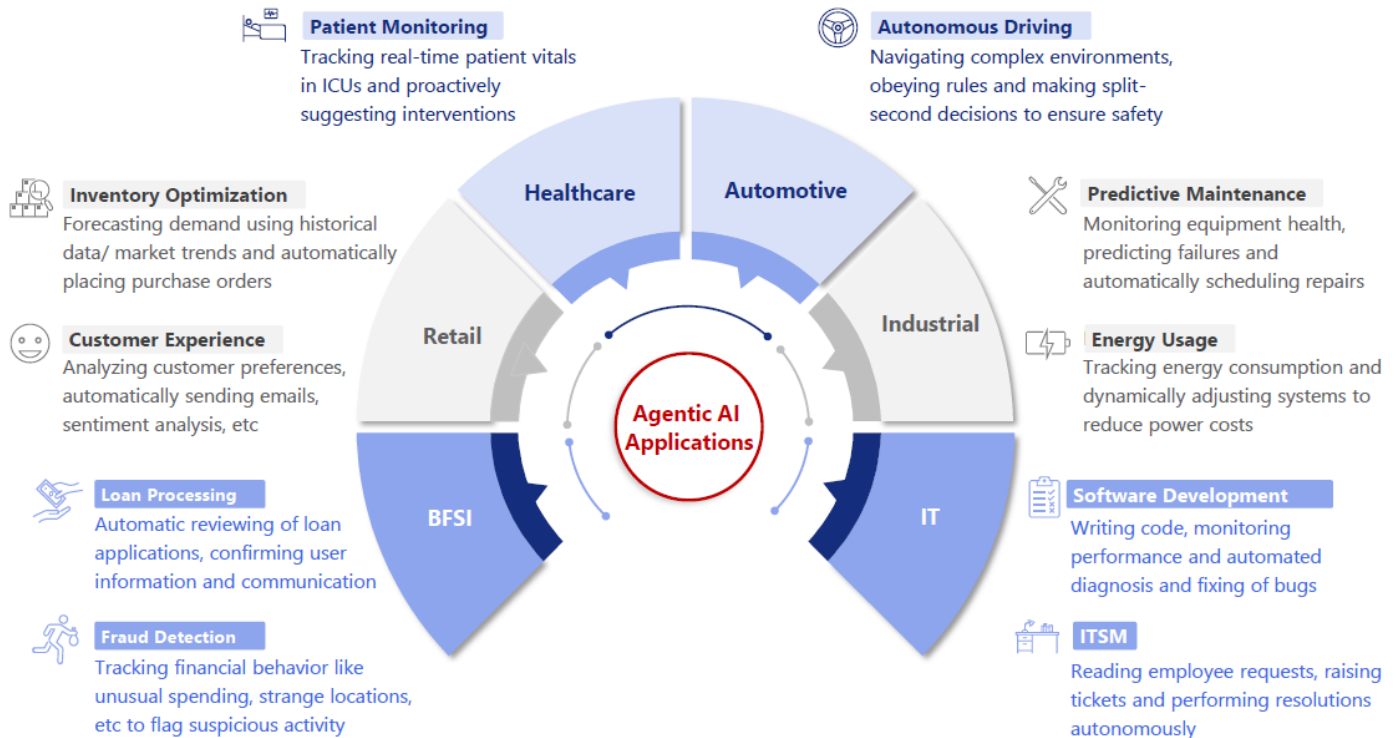 Patient Monitoring
Tracking real-time patient vitals
in ICUs and proactively
suggesting interventions
Autonomous Driving
Navigating complex environments,
obeying rules and making split-
second decisions to ensure safety
Inventory Optimization
Forecasting demand using historical
data/ market trends and automatically
placing purchase orders
Customer Experience
Analyzing customer preferences,
automatically sending emails,
sentiment analysis, etc
Loan Processing
Automatic reviewing of loan
applications, confirming user
information and communication
Fraud Detection
Tracking financial behavior like
unusual spending, strange locations,
etc to flag suspicious activity
Healthcare
Automotive
Retail
Industrial
BFSI
IT
Agentic AI
Applications
Predictive Maintenance
Monitoring equipment health,
predicting failures and
automatically scheduling repairs
Energy Usage
Tracking energy consumption and
dynamically adjusting systems to
reduce power costs
Software Development
Writing code, monitoring
performance and automated
diagnosis and fixing of bugs
ITSM
Reading employee requests, raising
tickets and performing resolutions
autonomously